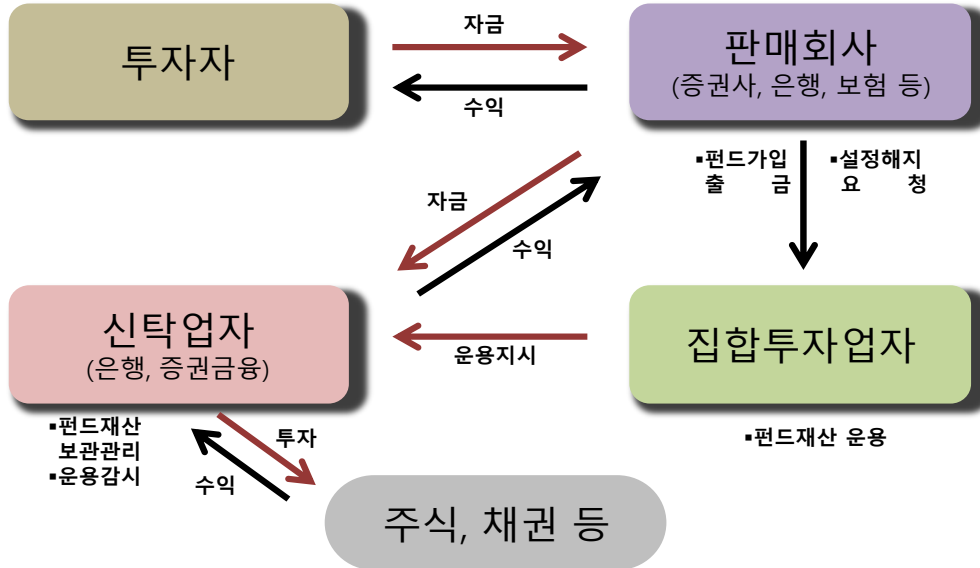 투자자
자금
수익
판매회사
(증권사, 은행, 보험 등)
▪펀드가입
출 금
▪설정해지
요 청
자금
수익
신탁업자
(은행, 증권금융)
운용지시
집합투자업자
▪펀드재산
보관관리
▪운용감시
투자
수익
▪펀드재산 운용
주식, 채권 등